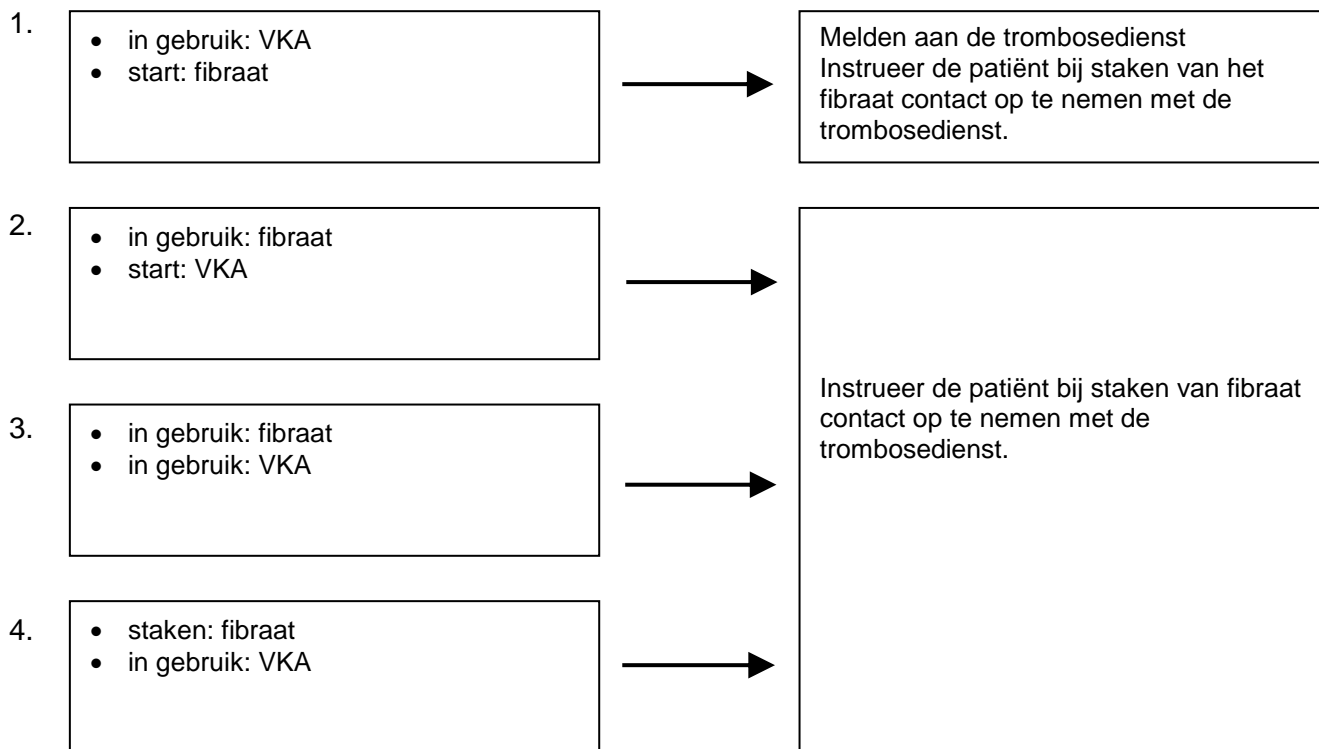 1.
• in gebruik: VKA
• start: fibraat
Melden aan de trombosedienst
Instrueer de patiënt bij staken van het
fibraat contact op te nemen met de
trombosedienst.
2.
• in gebruik: fibraat
• start: VKA
3.
• in gebruik: fibraat
• in gebruik: VKA
Instrueer de patiënt bij staken van fibraat
contact op te nemen met de
trombosedienst.
4.
• staken: fibraat
• in gebruik: VKA